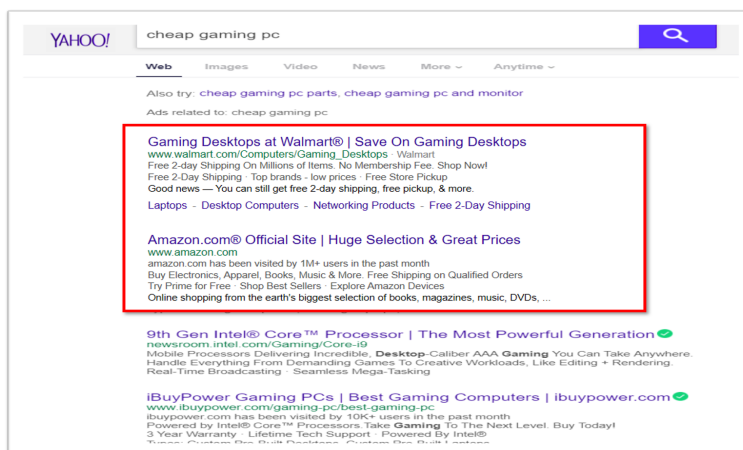 YAHOO!
cheap gaming pc
Web Images Video News More Anytime
Also try: cheap gaming pc parts, cheap gaming pc and monitor
Ads related to: cheap gaming pc
Gaming Desktops at Walmart® | Save On Gaming Desktops
www.walmart.com/Computers/Gaming_Desktops · Walmart
Free 2-day Shipping On Millions of Items. No Membership Fee. Shop Now!
Free 2-Day Shipping · Top brands - low prices · Free Store Pickup
Good news — You can still get free 2-day shipping, free pickup, & more.
Laptops - Desktop Computers - Networking Products - Free 2-Day Shipping
Amazon.com® Official Site | Huge Selection & Great Prices
www.amazon.com
amazon.com has been visited by 1M+ users in the past month
Buy Electronics, Apparel, Books, Music & More. Free Shipping on Qualified Orders
Try Prime for Free · Shop Best Sellers · Explore Amazon Devices
Online shopping from the earth's biggest selection of books, magazines, music, DVDs, ...
9th Gen Intel® Core™ Processor | The Most Powerful Generation
newsroom.intel.com/Gaming/Core-i9
Mobile Processors Delivering Incredible, Desktop-Caliber AAA Gaming You Can Take Anywhere.
Handle Everything From Demanding Games To Creative Workloads, Like Editing + Rendering.
Real-Time Broadcasting · Seamless Mega-Tasking
iBuyPower Gaming PCs | Best Gaming Computers | ibuypower.com
www.ibuypower.com/gaming-pc/best-gaming-pc
ibuypower.com has been visited by 10K+ users in the past month
Powered by Intel® Core™ Processors.Take Gaming To The Next Level. Buy Today!
3 Year Warranty · Lifetime Tech Support · Powered By Intel®
Types: Custom Pre-Built Desktops, Custom Pre-Built Laptops